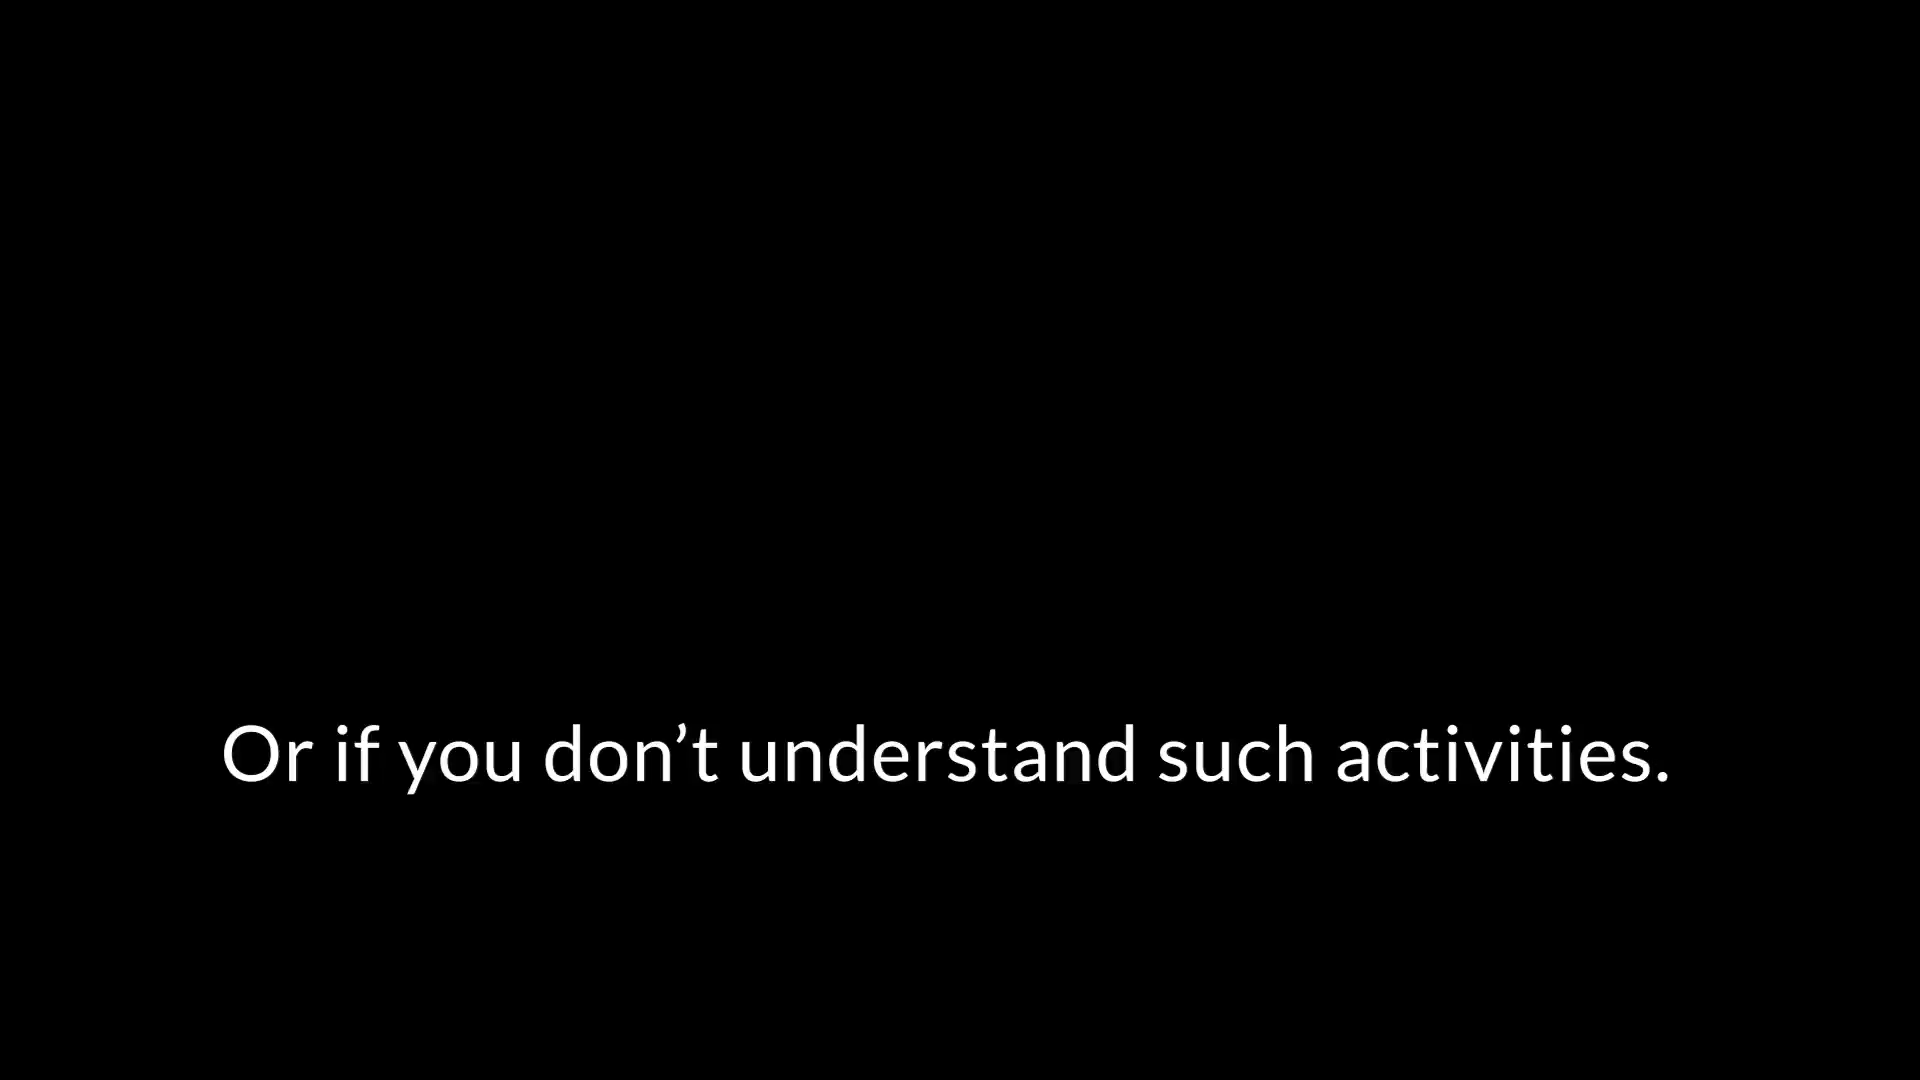 Or if you don’t understand such activities.